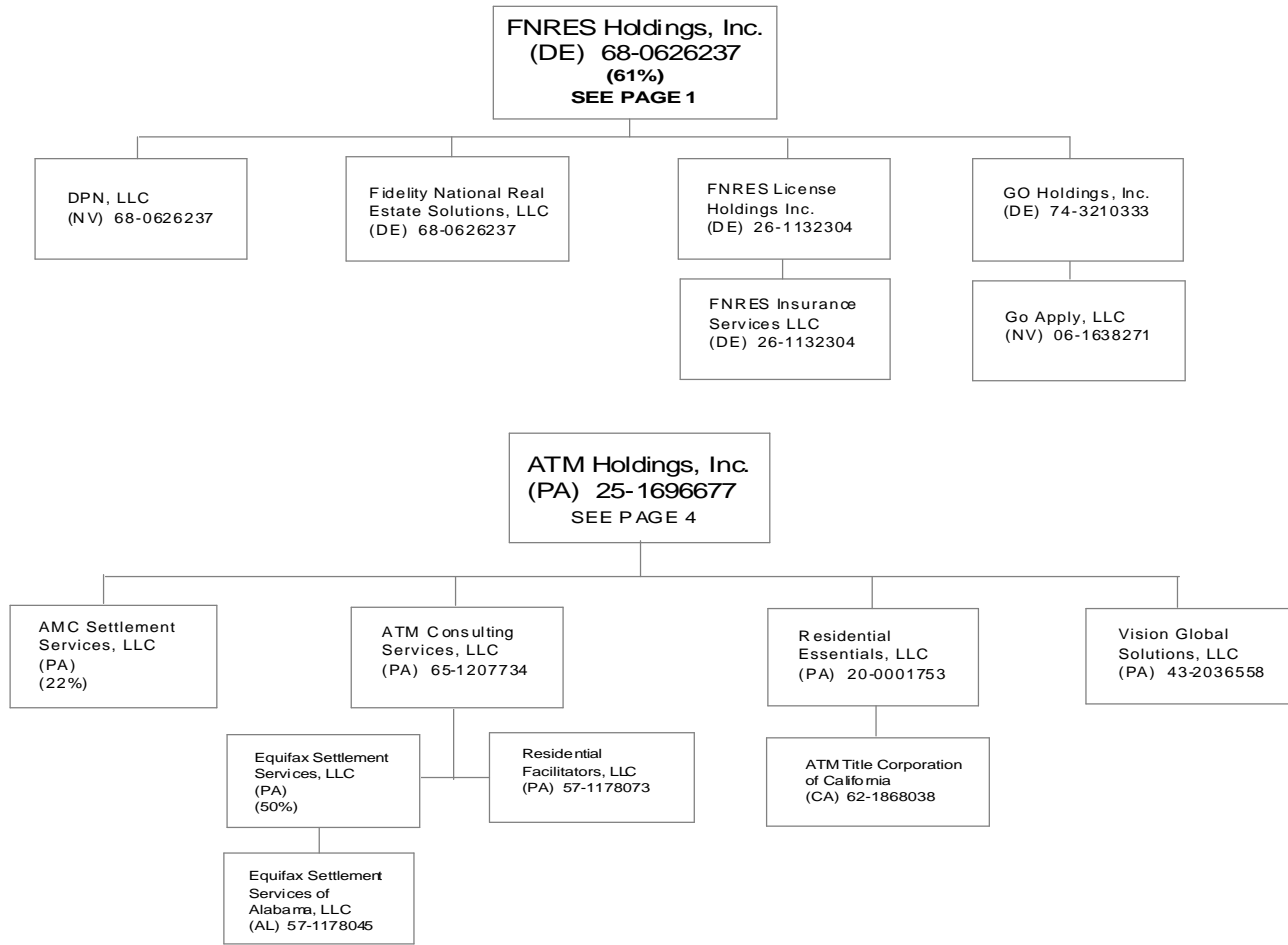 FNRES Holdings, Inc.
(DE) 68-0626237
(61%)
SEE PAGE 1
DPN, LLC
(NV) 68-0626237
Fidelity National Real
Estate Solutions, LLC
(DE) 68-0626237
FNRES License
Holdings Inc.
(DE) 26-1132304
GO Holdings, Inc.
(DE) 74-3210333
FNRES Insurance
Services LLC
(DE) 26-1132304
Go Apply, LLC
(NV) 06-1638271
ATM Holdings, Inc.
(PA) 25-1696677
SEE PAGE 4
AMC Settlement
Services, LLC
(PA)
(22%)
ATM Consulting
Services, LLC
(PA) 65-1207734
Residential
Essentials, LLC
(PA) 20-0001753
Vision Global
Solutions, LLC
(PA) 43-2036558
Equifax Settlement
Services, LLC
(PA)
(50%)
Residential
Facilitators, LLC
(PA) 57-1178073
ATM Title Corporation
of California
(CA) 62-1868038
Equifax Settlement
Services of
Alabama, LLC
(AL) 57-1178045